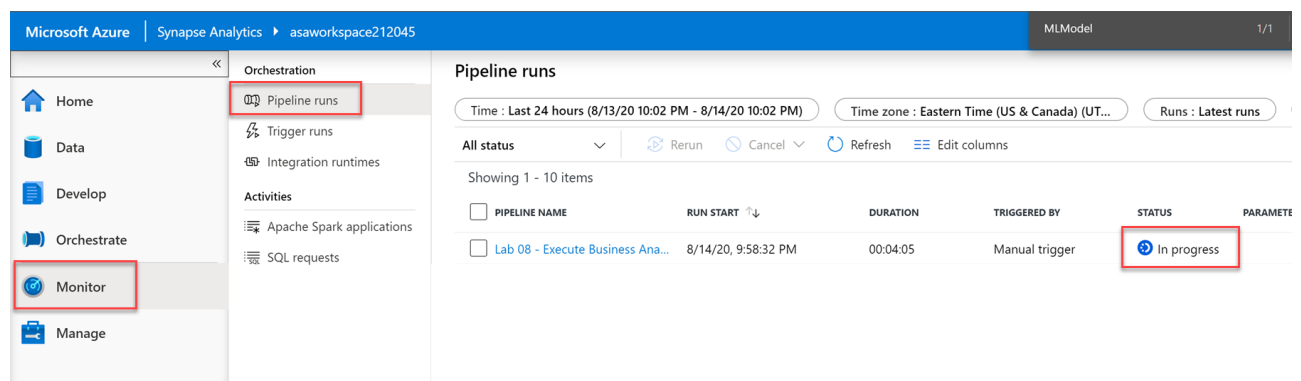 Microsoft Azure | Synapse Analytics ▸ asaworkspace212045
MLModel 1/1
«
Home
Data
Develop
Orchestrate
Monitor
Manage
Orchestration
Pipeline runs
Trigger runs
Integration runtimes
Activities
Apache Spark applications
SQL requests
Pipeline runs
Time : Last 24 hours (8/13/20 10:02 PM - 8/14/20 10:02 PM) Time zone : Eastern Time (US & Canada) (UT... Runs : Latest runs
All status Rerun Cancel Refresh Edit columns
Showing 1 - 10 items
PIPELINE NAME RUN START ↑↓ DURATION TRIGGERED BY STATUS PARAMETE
Lab 08 - Execute Business Ana... 8/14/20, 9:58:32 PM 00:04:05 Manual trigger In progress